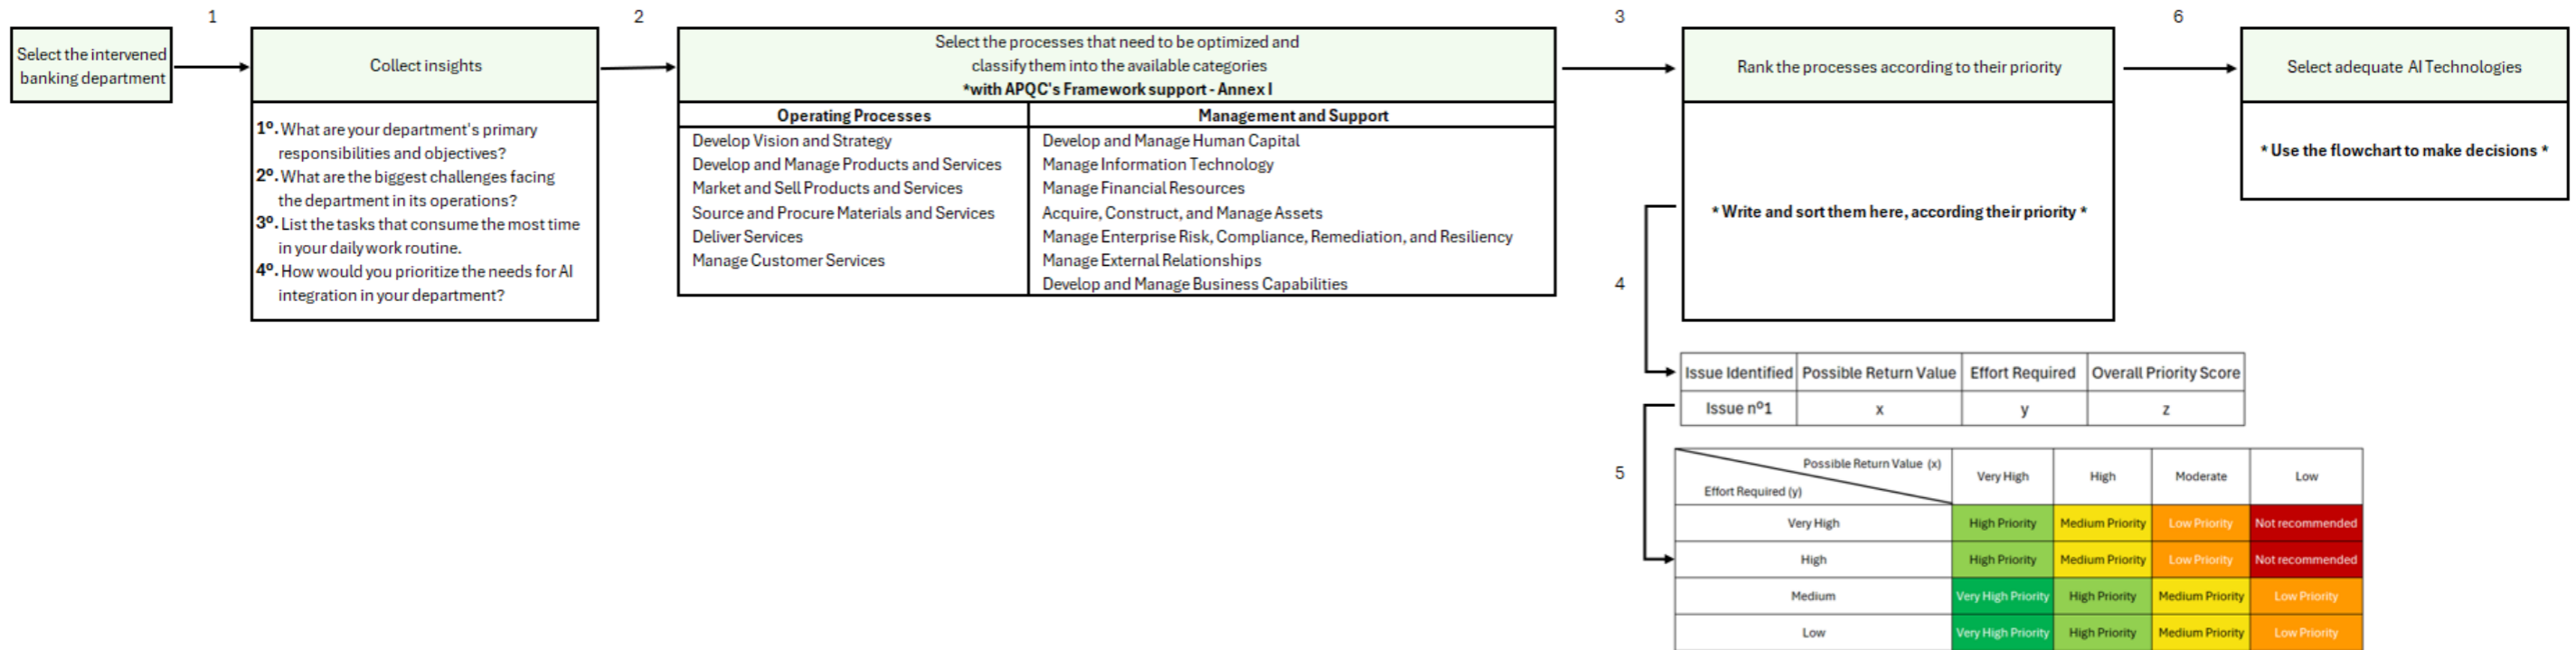 1
2
3
6
Select the intervened
banking department
Collect insights
1º. What are your department's primary
responsibilities and objectives?
2º. What are the biggest challenges facing
the department in its operations?
3º. List the tasks that consume the most time
in your daily work routine.
4º. How would you prioritize the needs for AI
integration in your department?
Select the processes that need to be optimized and
classify them into the available categories
*with APQC's Framework support - Annex I
Operating Processes
Develop Vision and Strategy
Develop and Manage Products and Services
Market and Sell Products and Services
Source and Procure Materials and Services
Deliver Services
Manage Customer Services
Management and Support
Develop and Manage Human Capital
Manage Information Technology
Manage Financial Resources
Acquire, Construct, and Manage Assets
Manage Enterprise Risk, Compliance, Remediation, and Resiliency
Manage External Relationships
Develop and Manage Business Capabilities
Rank the processes according to their priority
* Write and sort them here, according their priority *
Select adequate AI Technologies
* Use the flowchart to make decisions *
4
Issue Identified Possible Return Value Effort Required Overall Priority Score
Issue nº1 x y z
5
Possible Return Value (x)
Effort Required (y)
Very High High Moderate Low
Very High High Priority Medium Priority Low Priority Not recommended
High High Priority Medium Priority Low Priority Not recommended
Medium Very High Priority High Priority Medium Priority Low Priority
Low Very High Priority High Priority Medium Priority Low Priority